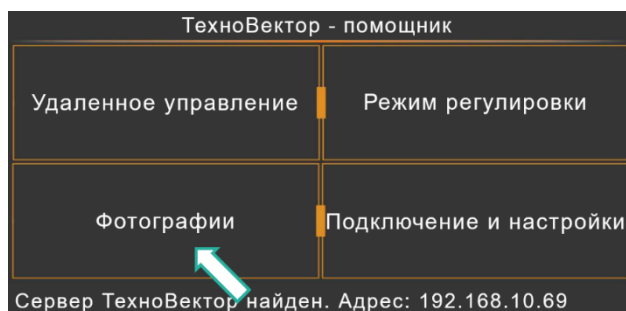 ТехноВектор - помощник
Удаленное управление
Режим регулировки
Фотографии
Подключение и настройки
Сервер ТехноВектор найден. Адрес: 192.168.10.69